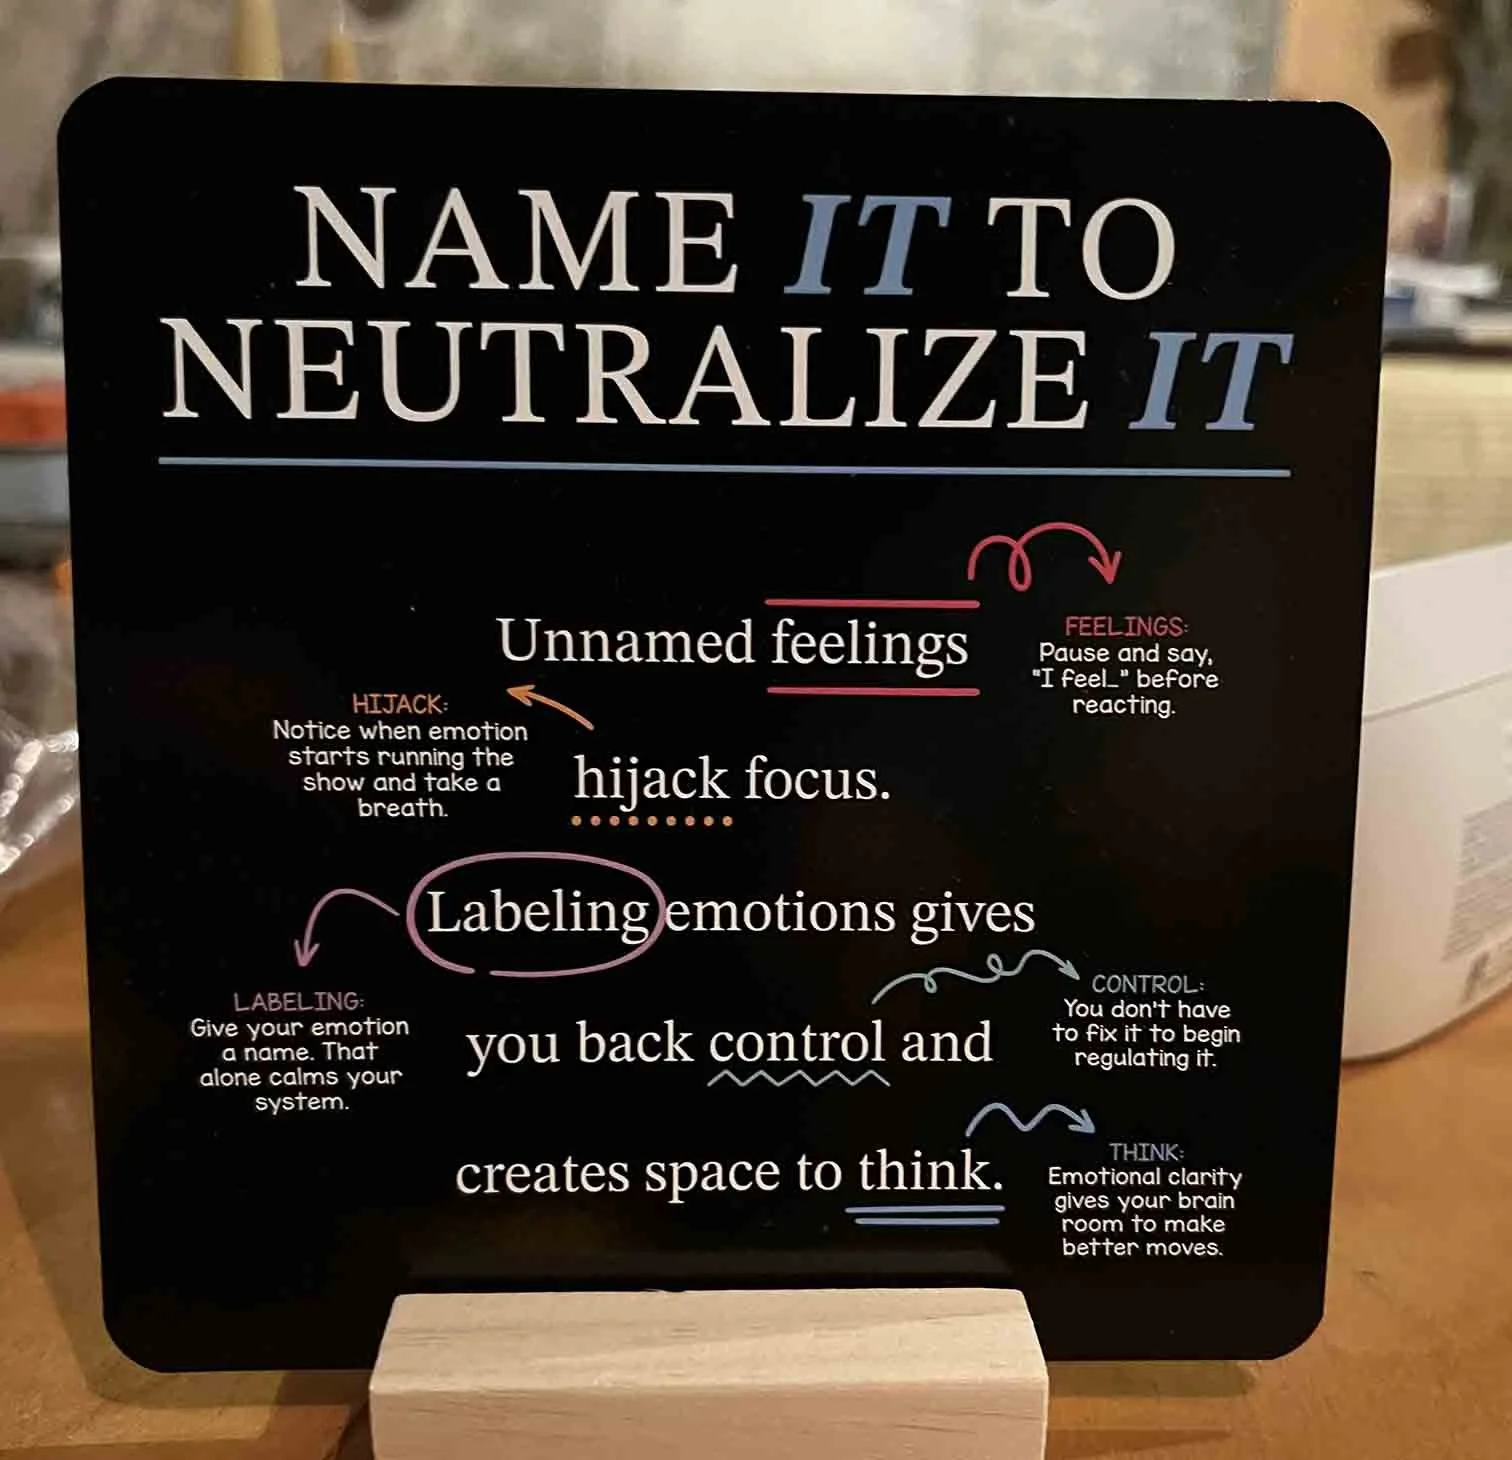 NAME IT TO
NEUTRALIZE IT
Unnamed feelings
FEELINGS:
Pause and say,
"I feel..." before
reacting.
HIJACK:
Notice when emotion
starts running the
show and take a
breath.
hijack focus.
Labeling emotions gives
LABELING:
Give your emotion
a name. That
alone calms your
system.
you back control and
CONTROL:
You don't have
to fix it to begin
regulating it.
creates space to think.
THINK:
Emotional clarity
gives your brain
room to make
better moves.